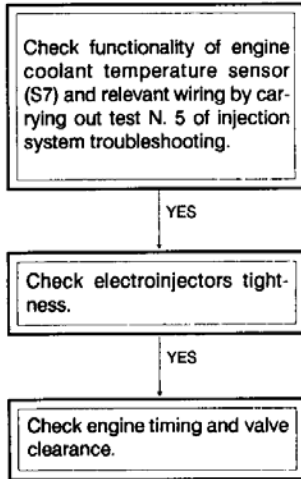 Check functionality of engine
coolant temperature sensor
(S7) and relevant wiring by car-
rying out test N. 5 of injection
system troubleshooting.
YES
Check electroinjectors tight-
ness.
YES
Check engine timing and valve
clearance.